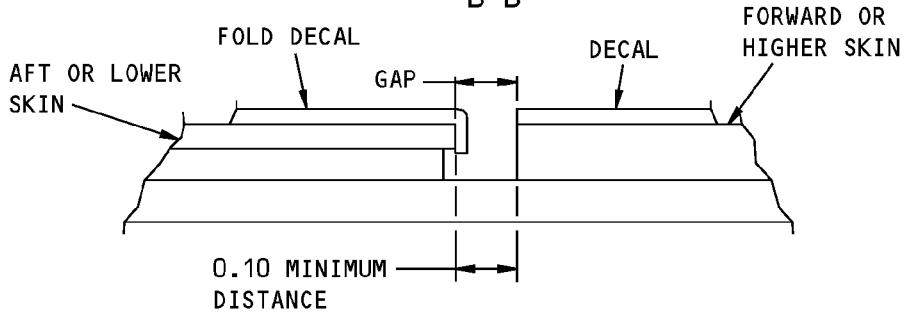 B-B
FOLD DECAL
DECAL
FORWARD OR
HIGHER SKIN
AFT OR LOWER
SKIN
GAP
0.10 MINIMUM
DISTANCE